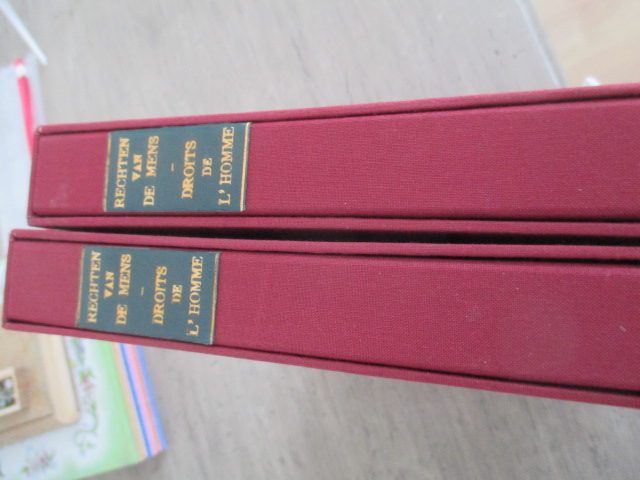 RECHTEN
VAN
DE MENS
-
DROITS
DE
L'HOMME
RECHTEN
VAN
DE MENS
-
DROITS
DE
L'HOMME